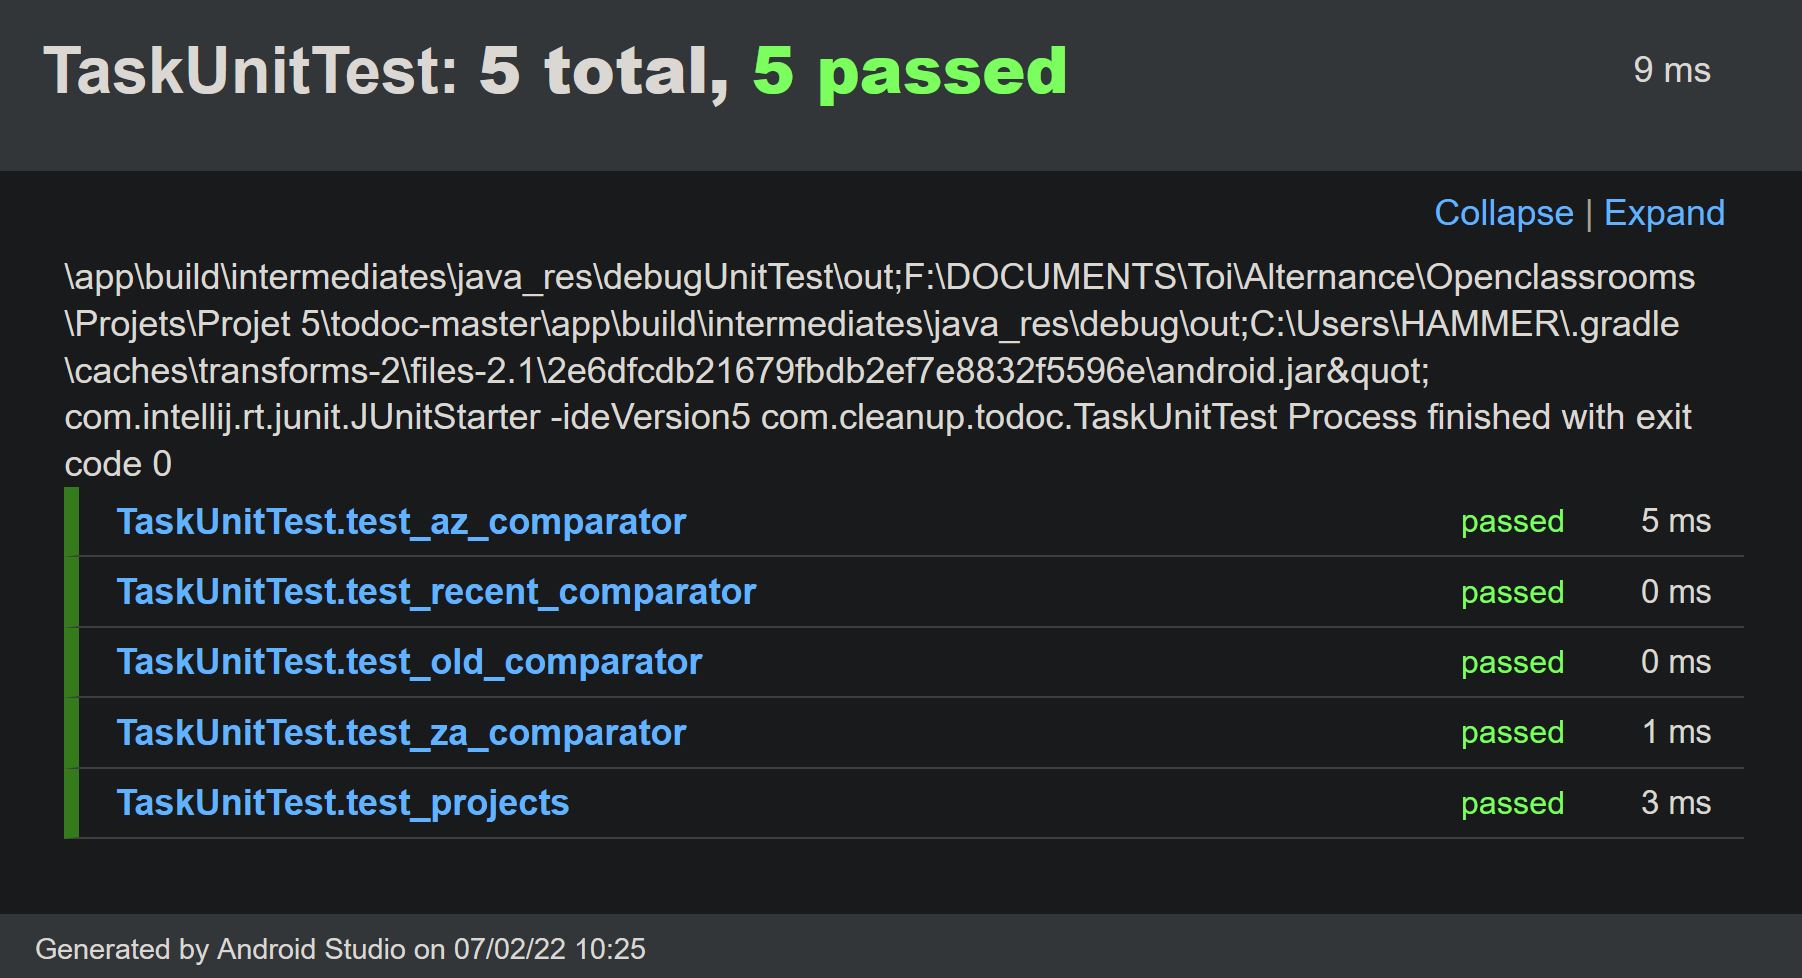 TaskUnitTest: 5 total, 5 passed
9 ms
Collapse | Expand
\app\build\intermediates\java_res\debugUnitTest\out;F:\DOCUMENTS\Toi\Alternance\Openclassrooms
\Projets\Projet 5\todoc-master\app\build\intermediates\java_res\debug\out;C:\Users\HAMMER\.gradle
\caches\transforms-2\files-2.1\2e6dfcdb21679fbdb2ef7e8832f5596e\android.jar&quot;
com.intellij.rt.junit.JUnitStarter -ideVersion5 com.cleanup.todoc.TaskUnitTest Process finished with exit
code 0
TaskUnitTest.test_az_comparator passed 5 ms
TaskUnitTest.test_recent_comparator passed 0 ms
TaskUnitTest.test_old_comparator passed 0 ms
TaskUnitTest.test_za_comparator passed 1 ms
TaskUnitTest.test_projects passed 3 ms
Generated by Android Studio on 07/02/22 10:25